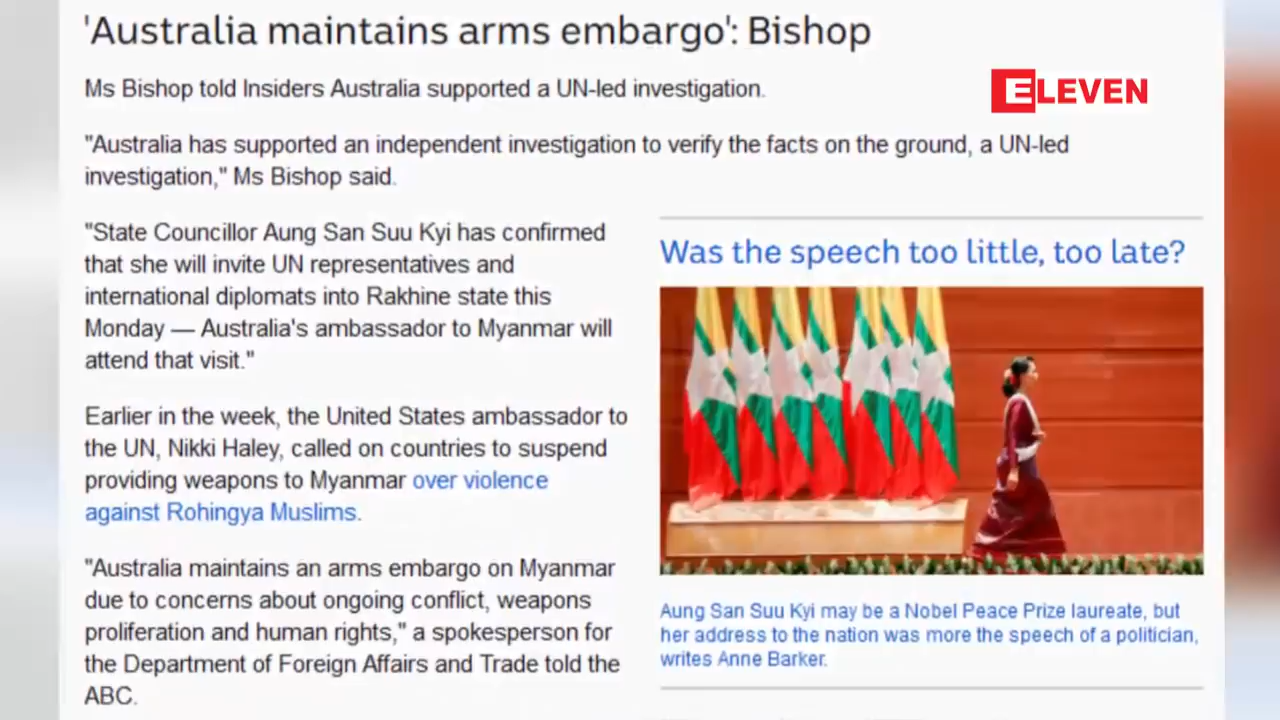 'Australia maintains arms embargo': Bishop
Ms Bishop told Insiders Australia supported a UN-led investigation.
ELEVEN
"Australia has supported an independent investigation to verify the facts on the ground, a UN-led
investigation," Ms Bishop said.
"State Councillor Aung San Suu Kyi has confirmed
that she will invite UN representatives and
international diplomats into Rakhine state this
Monday — Australia's ambassador to Myanmar will
attend that visit."
Earlier in the week, the United States ambassador to
the UN, Nikki Haley, called on countries to suspend
providing weapons to Myanmar over violence
against Rohingya Muslims.
"Australia maintains an arms embargo on Myanmar
due to concerns about ongoing conflict, weapons
proliferation and human rights," a spokesperson for
the Department of Foreign Affairs and Trade told the
ABC.
Was the speech too little, too late?
Aung San Suu Kyi may be a Nobel Peace Prize laureate, but
her address to the nation was more the speech of a politician,
writes Anne Barker.